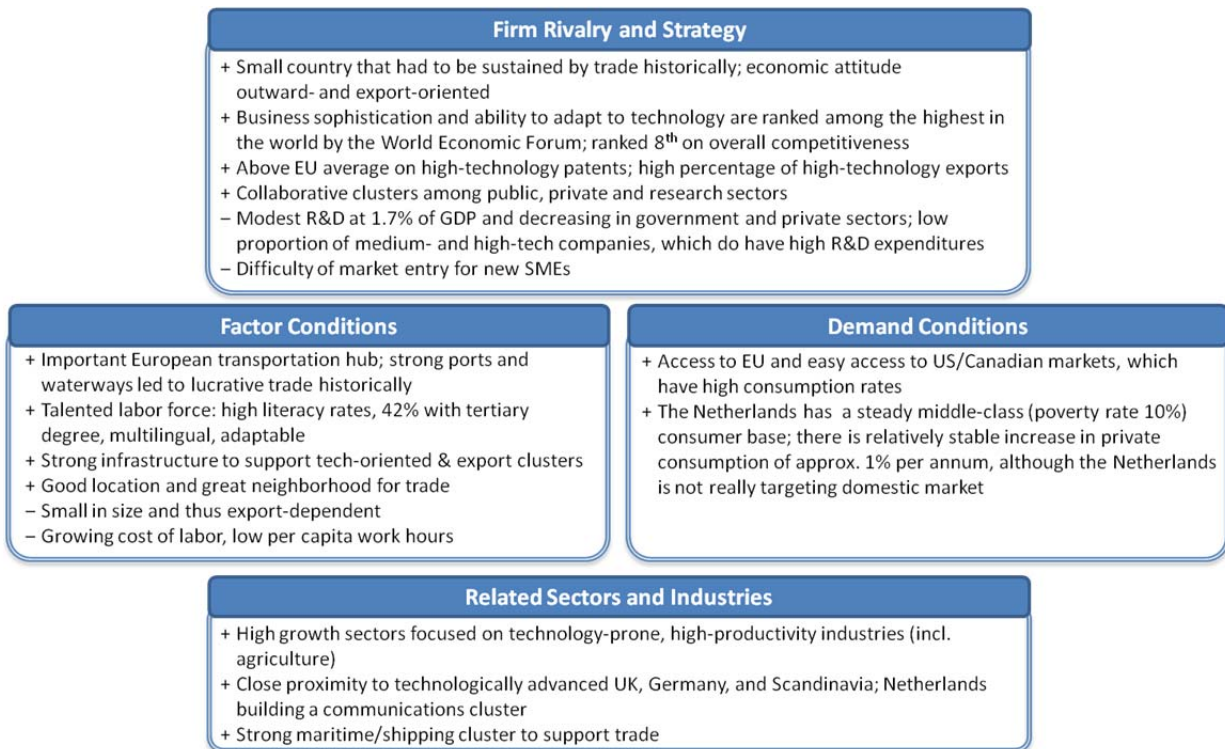 Firm Rivalry and Strategy
+ Small country that had to be sustained by trade historically; economic attitude
outward- and export-oriented
+ Business sophistication and ability to adapt to technology are ranked among the highest in
the world by the World Economic Forum; ranked 8th on overall competitiveness
+ Above EU average on high-technology patents; high percentage of high-technology exports
+ Collaborative clusters among public, private and research sectors
– Modest R&D at 1.7% of GDP and decreasing in government and private sectors; low
proportion of medium- and high-tech companies, which do have high R&D expenditures
– Difficulty of market entry for new SMEs
Factor Conditions
+ Important European transportation hub; strong ports and
waterways led to lucrative trade historically
+ Talented labor force: high literacy rates, 42% with tertiary
degree, multilingual, adaptable
+ Strong infrastructure to support tech-oriented & export clusters
+ Good location and great neighborhood for trade
– Small in size and thus export-dependent
– Growing cost of labor, low per capita work hours
Demand Conditions
+ Access to EU and easy access to US/Canadian markets, which
have high consumption rates
+ The Netherlands has a steady middle-class (poverty rate 10%)
consumer base; there is relatively stable increase in private
consumption of approx. 1% per annum, although the Netherlands
is not really targeting domestic market
Related Sectors and Industries
+ High growth sectors focused on technology-prone, high-productivity industries (incl.
agriculture)
+ Close proximity to technologically advanced UK, Germany, and Scandinavia; Netherlands
building a communications cluster
+ Strong maritime/shipping cluster to support trade